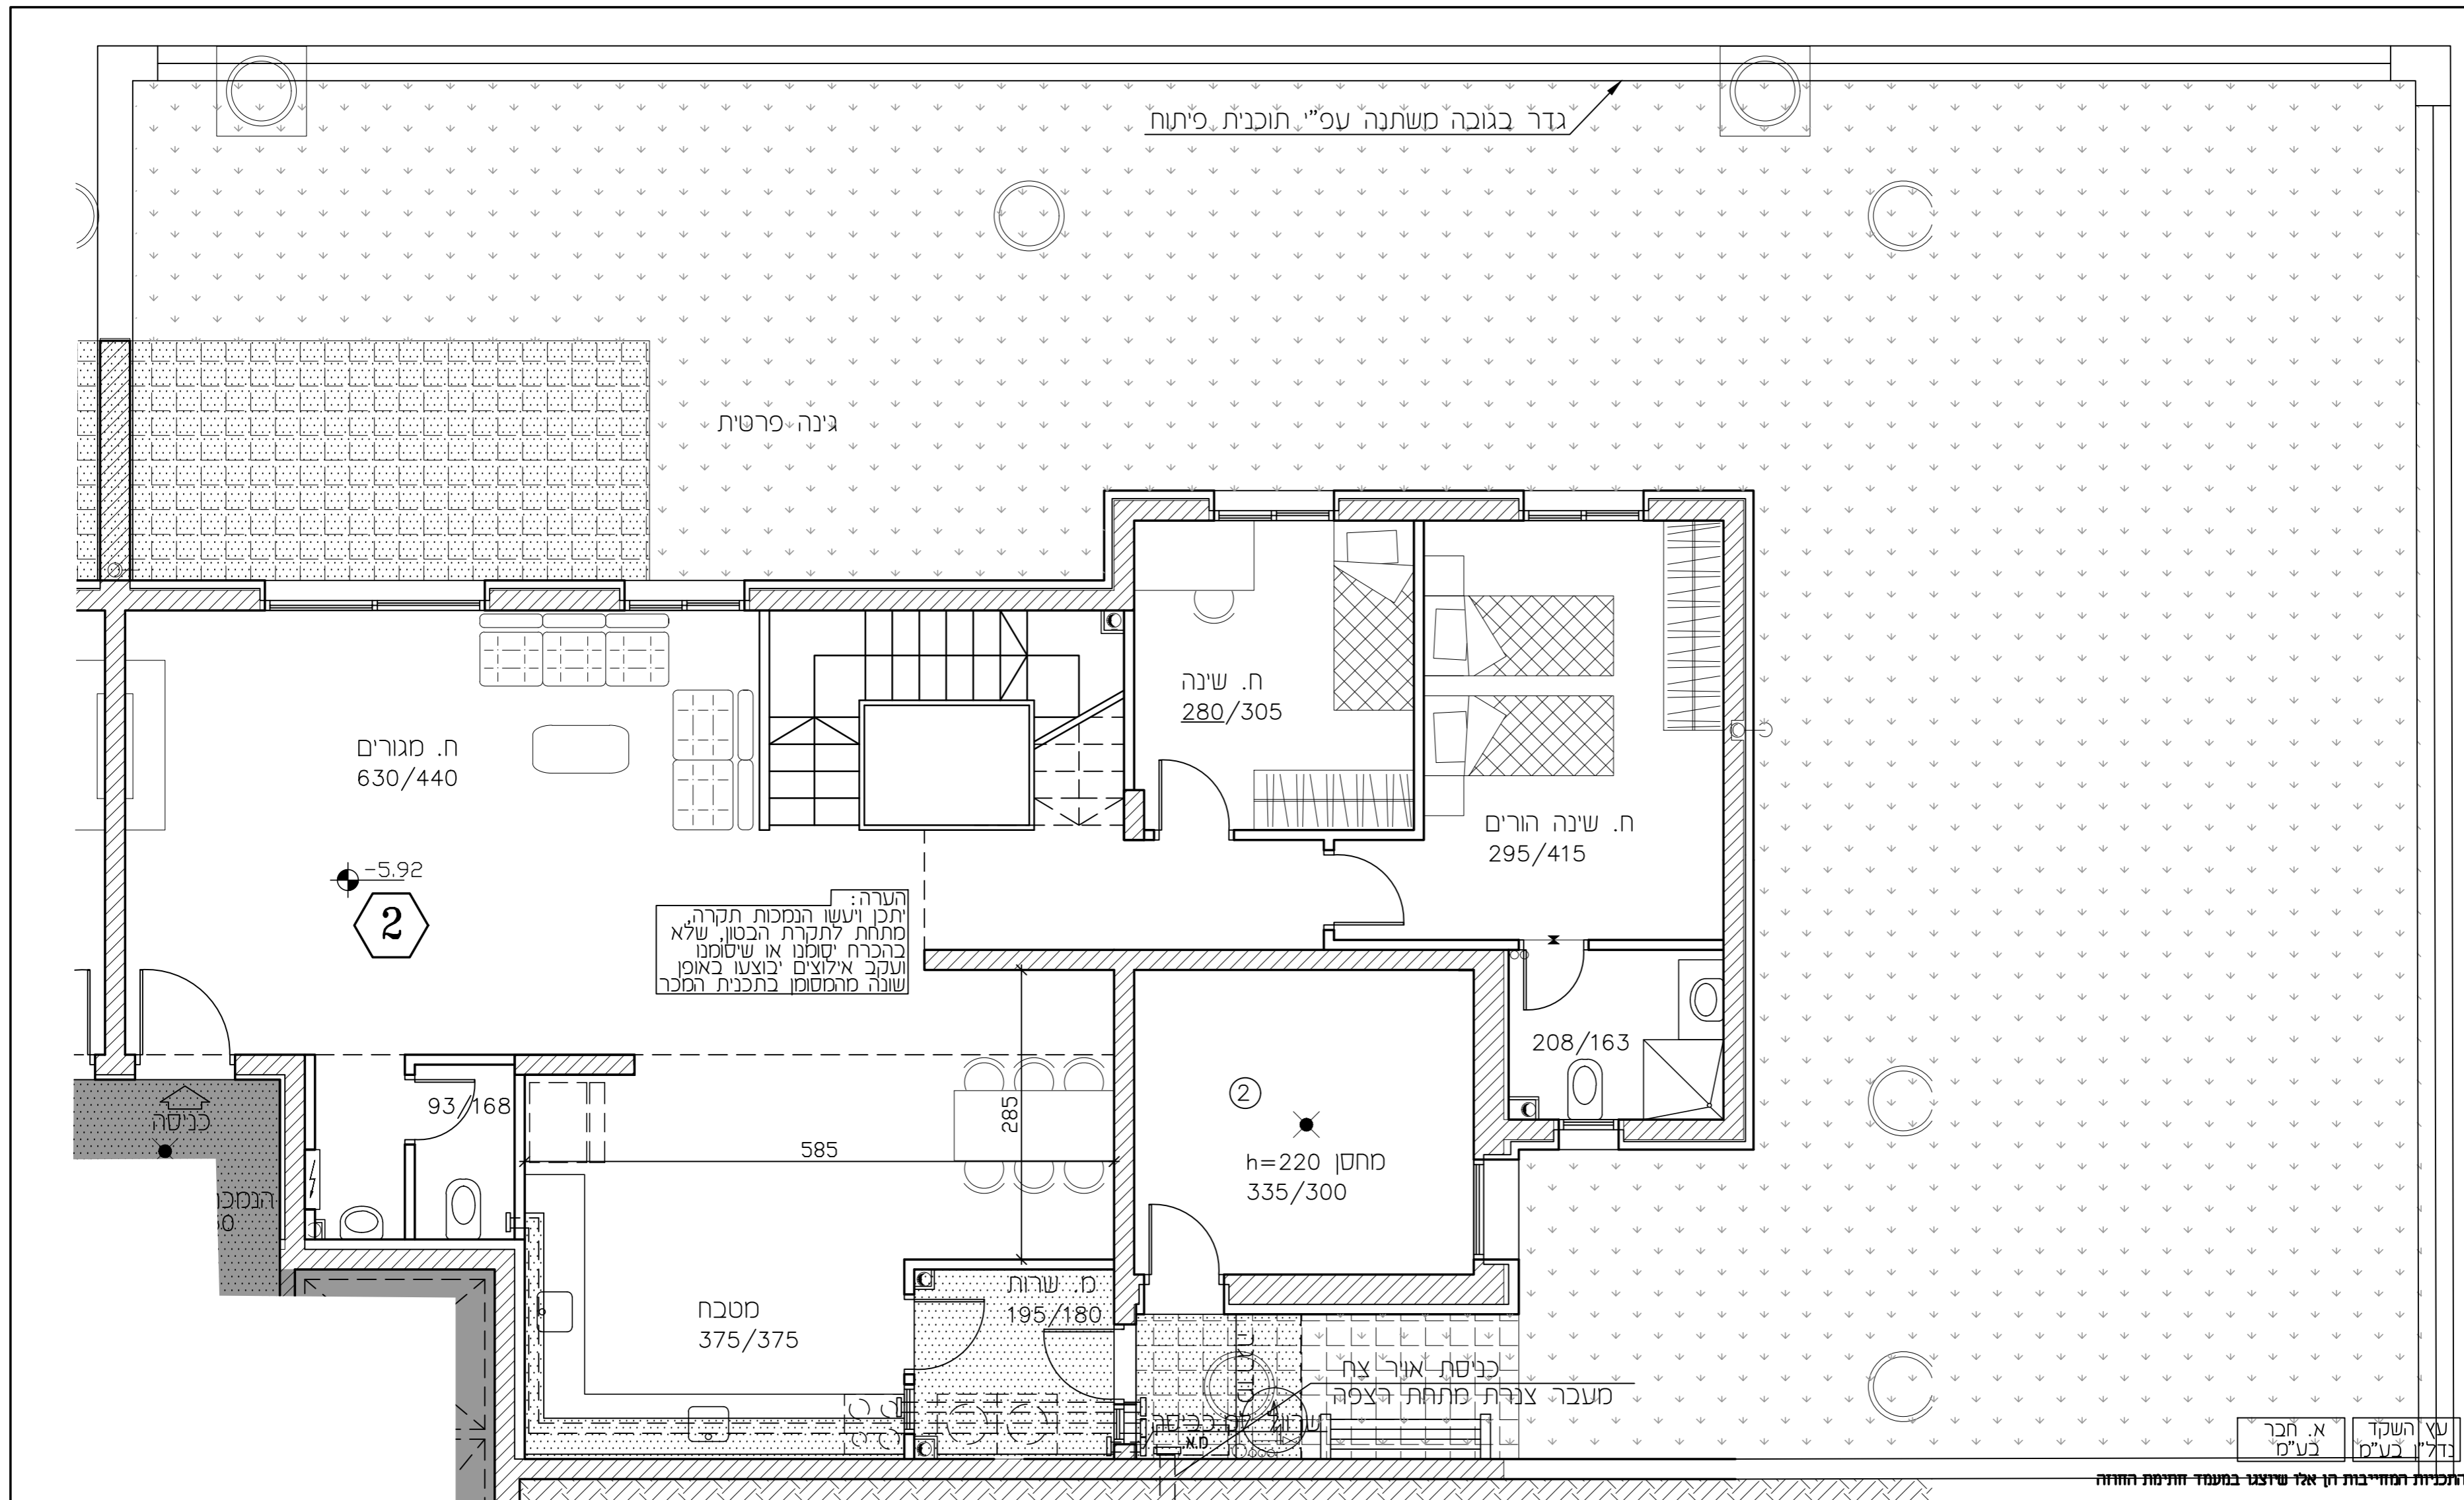 גדר בגובה משתנה עפ"י תוכנית פיתוח
גינה פרטית
ח. שינה
280/305
ח. מגורים
630/440
ח. שינה הורים
295/415
-5.92
2
הערה:
יתכן ויעשו הנמכות תקרה,
מתחת לתקרת הבטון, שלא
בהכרח יסומנו או שיסומנו
ועקב אילוצים יבוצעו באופן
שונה מהמסומן בתכנית המכר
208/163
93/168
285
2
כניסה
585
מחסן h=220
335/300
מ. שרות
195/180
מטבח
375/375
כניסת אויר צח
מעבר צנרת מתחת רצפה
מ.א.
עץ השקד
נדל"ן בע"מ
א. חבר
בע"מ
התכניות המחייבות הן אלו שיוצגו במעמד חתימת החוזה